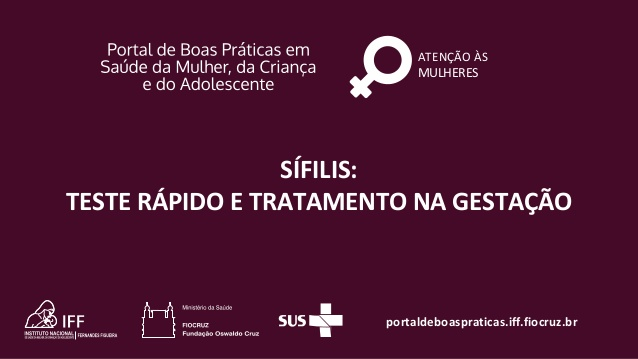 Portal de Boas Práticas em
Saúde da Mulher, da Criança
e do Adolescente
ATENÇÃO ÀS
MULHERES
SÍFILIS:
TESTE RÁPIDO E TRATAMENTO NA GESTAÇÃO
IFF
INSTITUTO NACIONAL
FERNANDES FIGUEIRA
Ministério da Saúde
FIOCRUZ
Fundação Oswaldo Cruz
SUS
portaldeboaspraticas.iff.fiocruz.br